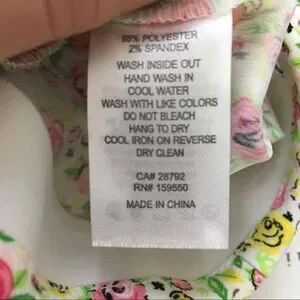 95% POLYESTER
2% SPANDEX
WASH INSIDE OUT
HAND WASH IN
COOL WATER
WASH WITH LIKE COLORS
DO NOT BLEACH
HANG TO DRY
COOL IRON ON REVERSE
DRY CLEAN
CA# 28792
RN# 159550
MADE IN CHINA